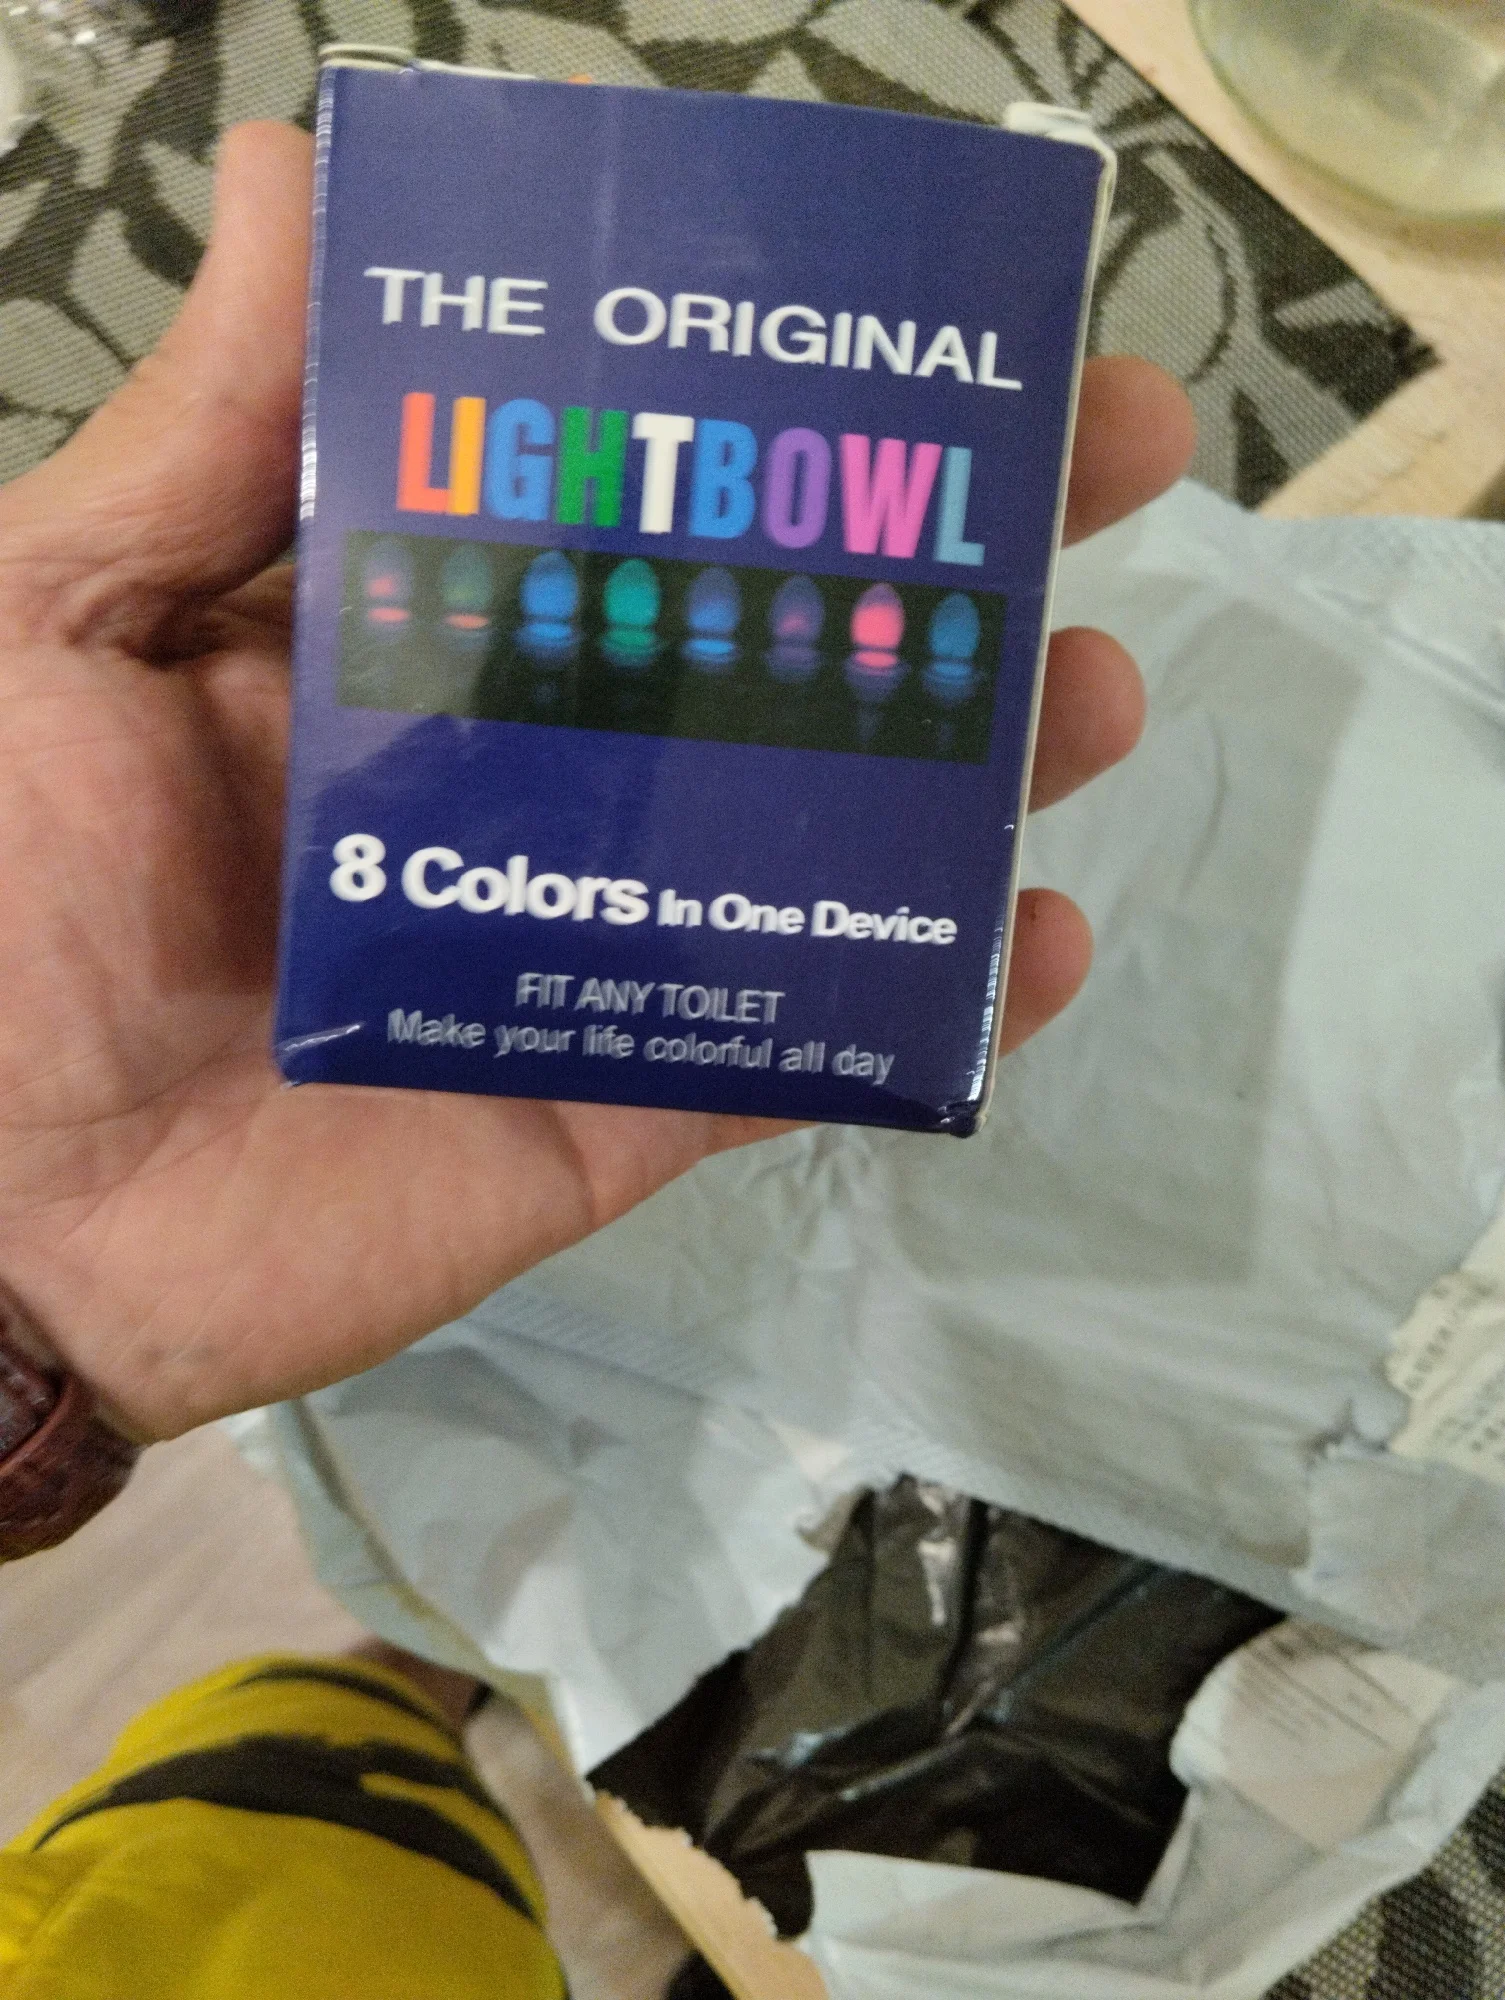 THE ORIGINAL
LIGHTBOWL
8 Colors In One Device
FIT ANY TOILET
Make your life colorful all day